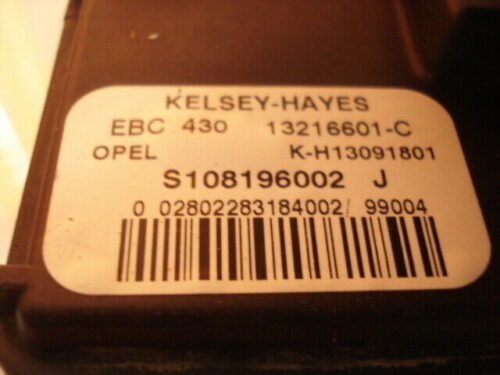 KELSEY-HAYES
EBC 430 13216601-C
OPEL K-H13091801
S108196002 J
0 02802283184002 99004